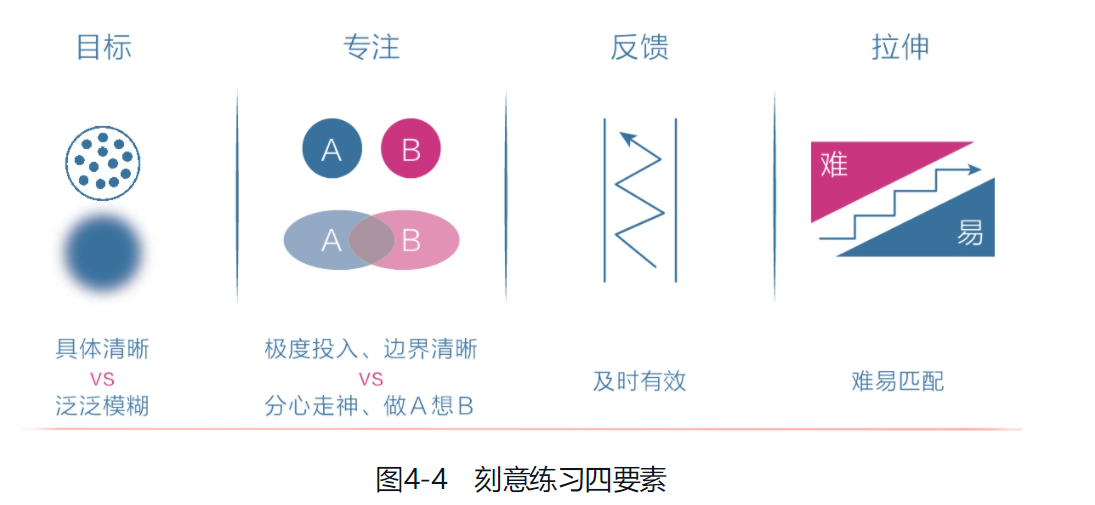 目标
专注
反馈
拉伸
A
B
A
B
难
易
具体清晰
VS
泛泛模糊
极度投入、边界清晰
VS
分心走神、做A想B
及时有效
难易匹配
图4-4 刻意练习四要素